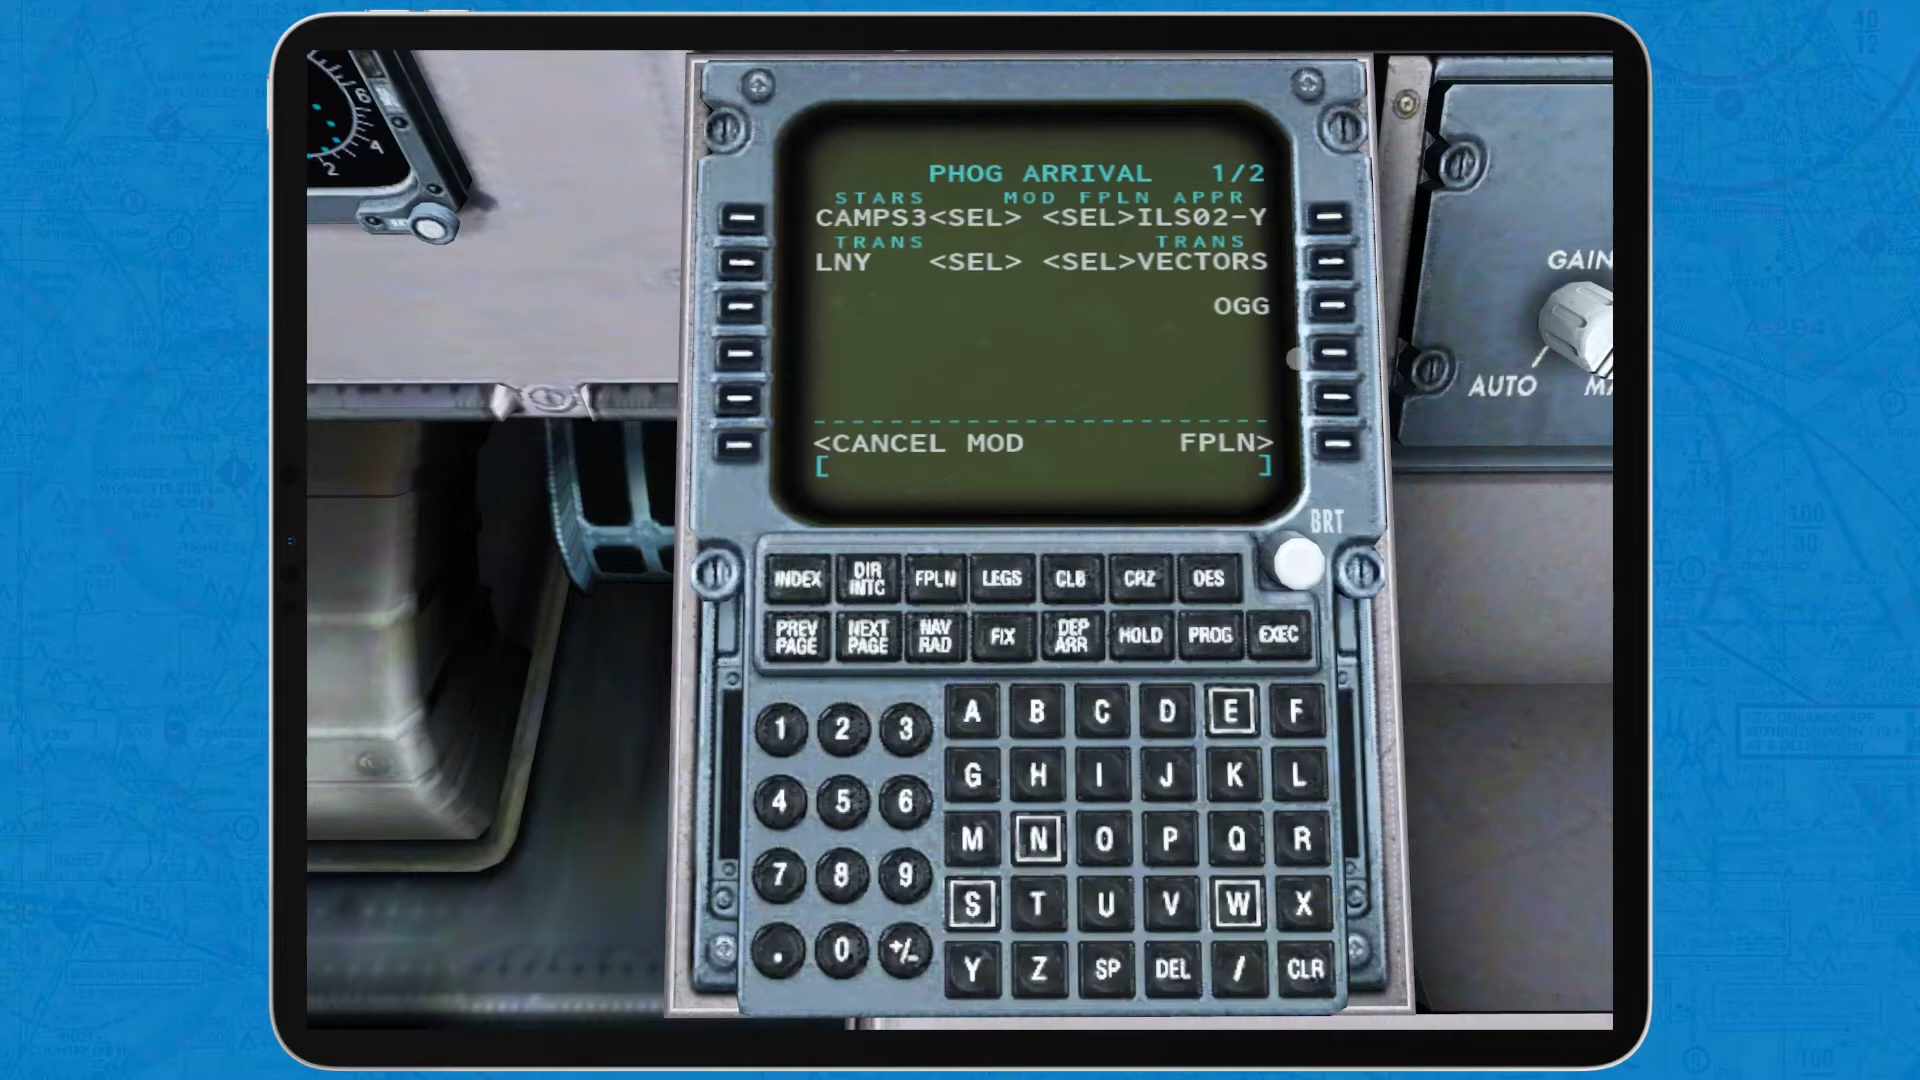 PHOG ARRIVAL 1/2
STARS MOD FPLN APPR
CAMPS3<SEL> <SEL>ILS02-Y
TRANS TRANS
LNY <SEL> <SEL>VECTORS
OGG
<CANCEL MOD FPLN>
[ ]
BRT
INDEX DIR INTC FPLN LEGS CLB CRZ DES
PREV PAGE NEXT PAGE NAV RAD FIX DEP ARR HOLD PROG EXEC
1 2 3 A B C D E F
G H I J K L
4 5 6
M N O P Q R
7 8 9 S T U V W X
. 0 +/- Y Z SP DEL / CLR
GAIN
AUTO
8
4
2